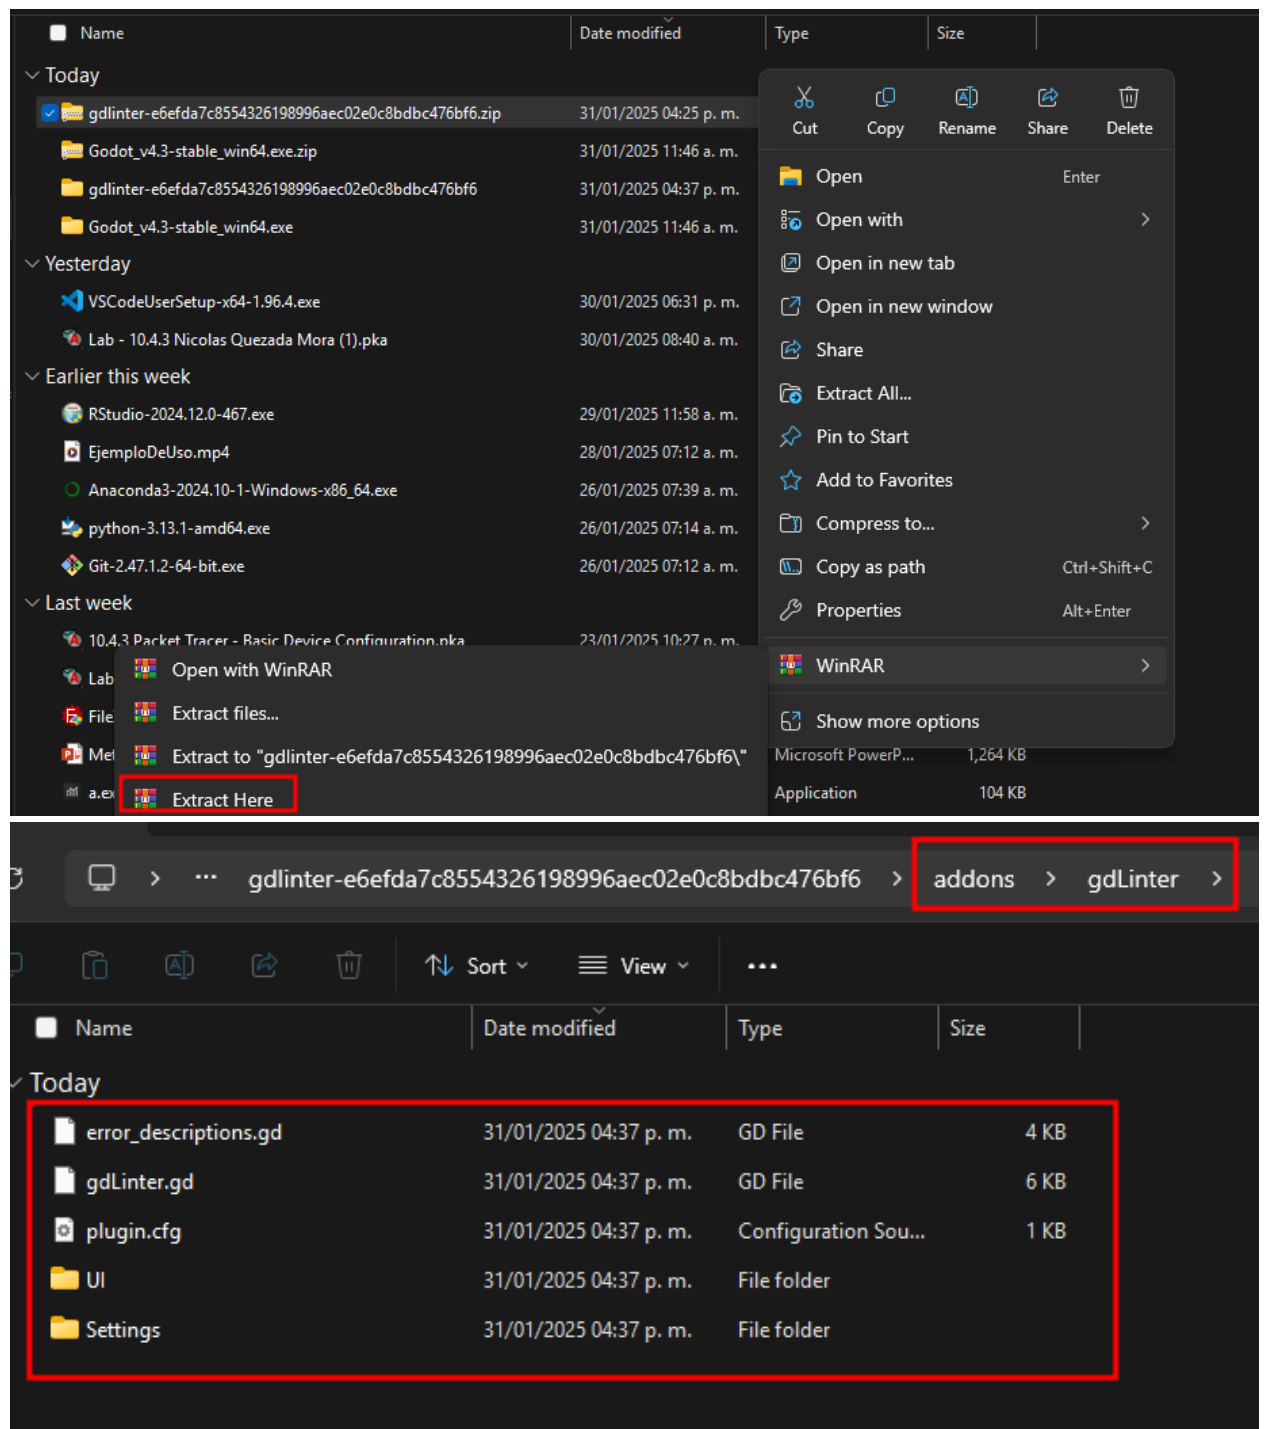 Name Date modified Type Size
Today
gdlinter-e6efda7c8554326198996aec02e0c8bdbc476bf6.zip 31/01/2025 04:25 p. m.
Godot_v4.3-stable_win64.exe.zip 31/01/2025 11:46 a. m.
gdlinter-e6efda7c8554326198996aec02e0c8bdbc476bf6 31/01/2025 04:37 p. m.
Godot_v4.3-stable_win64.exe 31/01/2025 11:46 a. m.
Yesterday
VSCodeUserSetup-x64-1.96.4.exe 30/01/2025 06:31 p. m.
Lab - 10.4.3 Nicolas Quezada Mora (1).pka 30/01/2025 08:40 a. m.
Earlier this week
RStudio-2024.12.0-467.exe 29/01/2025 11:58 a. m.
EjemploDeUso.mp4 28/01/2025 07:12 a. m.
Anaconda3-2024.10-1-Windows-x86_64.exe 26/01/2025 07:39 a. m.
python-3.13.1-amd64.exe 26/01/2025 07:14 a. m.
Git-2.47.1.2-64-bit.exe 26/01/2025 07:12 a. m.
Last week
10.4.3 Packet Tracer - Basic Device Configuration.pka 23/01/2025 10:27 p. m.
Lab
File
Met Microsoft PowerP... 1,264 KB
a.ex Application 104 KB
Cut Copy Rename Share Delete
Open Enter
Open with
Open in new tab
Open in new window
Share
Extract All...
Pin to Start
Add to Favorites
Compress to...
Copy as path Ctrl+Shift+C
Properties Alt+Enter
WinRAR
Show more options
Open with WinRAR
Extract files...
Extract to "gdlinter-e6efda7c8554326198996aec02e0c8bdbc476bf6\"
Extract Here
gdlinter-e6efda7c8554326198996aec02e0c8bdbc476bf6 > addons > gdLinter >
Sort View
Name Date modified Type Size
Today
error_descriptions.gd 31/01/2025 04:37 p. m. GD File 4 KB
gdLinter.gd 31/01/2025 04:37 p. m. GD File 6 KB
plugin.cfg 31/01/2025 04:37 p. m. Configuration Sou... 1 KB
UI 31/01/2025 04:37 p. m. File folder
Settings 31/01/2025 04:37 p. m. File folder